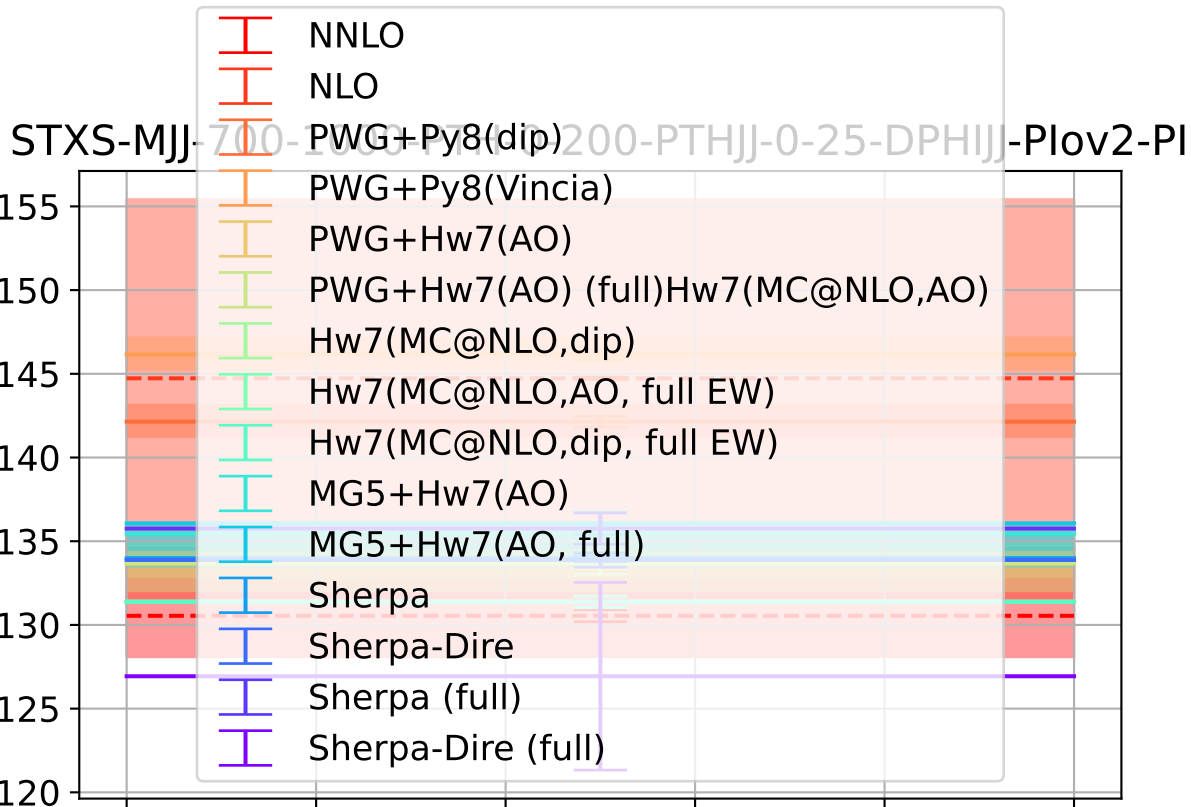 NNLO
NLO
STXS-MJJ-700-1000-PTH-0-200-PTHJJ-0-25-DPHIJJ-PIov2-PI
PWG+Py8(dip)
PWG+Py8(Vincia)
155
PWG+Hw7(AO)
150
PWG+Hw7(AO) (full)Hw7(MC@NLO,AO)
Hw7(MC@NLO,dip)
145
Hw7(MC@NLO,AO, full EW)
Hw7(MC@NLO,dip, full EW)
140
MG5+Hw7(AO)
135
MG5+Hw7(AO, full)
Sherpa
130
Sherpa-Dire
125
Sherpa (full)
Sherpa-Dire (full)
120